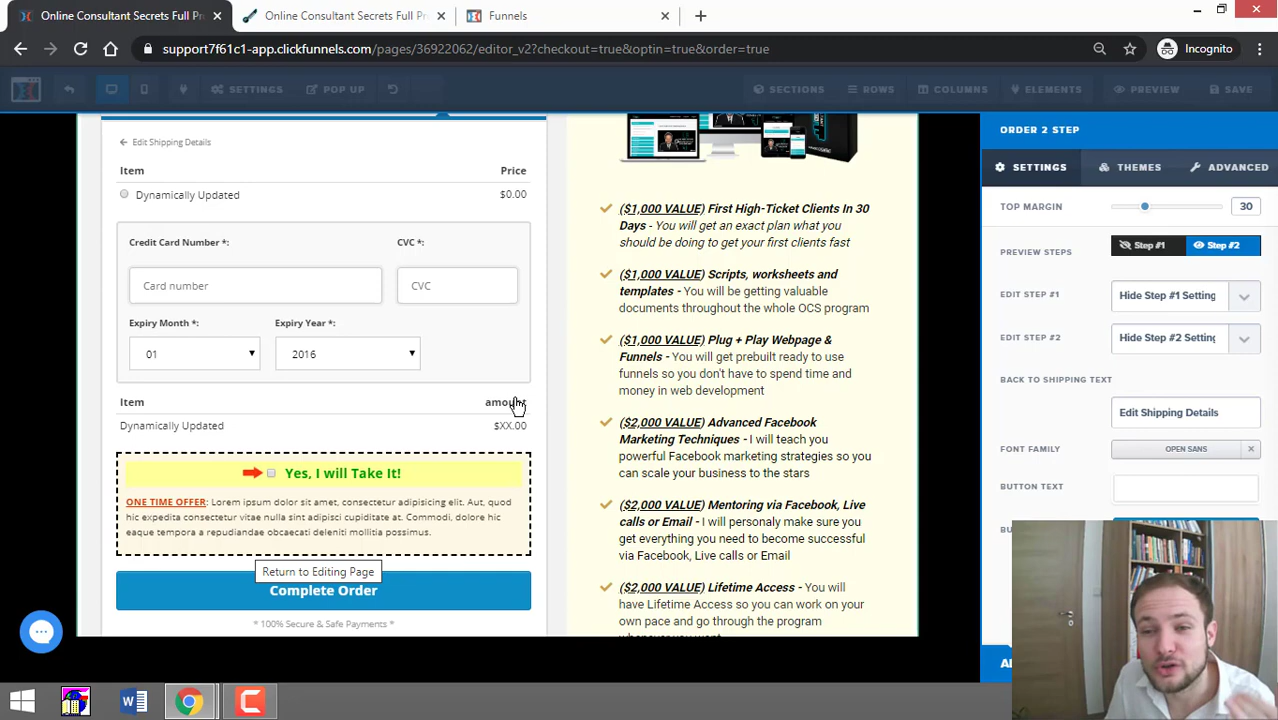 Online Consultant Secrets Full Pr
Online Consultant Secrets Full Pr
Funnels
support7f61c1-app.clickfunnels.com/pages/36922062/editor_v2?checkout=true&optin=true&order=true
Incognito
SETTINGS
POP UP
SECTIONS
ROWS
COLUMNS
ELEMENTS
PREVIEW
SAVE
Edit Shipping Details
Item Price
Dynamically Updated $0.00
Credit Card Number *: CVC *:
Card number CVC
Expiry Month *: Expiry Year *:
01 2016
Item amount
Dynamically Updated $XX.00
Yes, I will Take It!
ONE TIME OFFER: Lorem ipsum dolor sit amet, consectetur adipisicing elit. Aut, quod
hic expedita consectetur vitae nulla sint adipisci cupiditate at. Commodi, dolore hic
eaque tempora a repudiandae obcaecati deleniti mollitia possimus.
Return to Editing Page
Complete Order
* 100% Secure & Safe Payments *
($1,000 VALUE) First High-Ticket Clients In 30
Days - You will get an exact plan what you
should be doing to get your first clients fast
($1,000 VALUE) Scripts, worksheets and
templates - You will be getting valuable
documents throughout the whole OCS program
($1,000 VALUE) Plug + Play Webpage &
Funnels - You will get prebuilt ready to use
funnels so you don't have to spend time and
money in web development
($2,000 VALUE) Advanced Facebook
Marketing Techniques - I will teach you
powerful Facebook marketing strategies so you
can scale your business to the stars
($2,000 VALUE) Mentoring via Facebook, Live
calls or Email - I will personaly make sure you
get everything you need to become successful
via Facebook, Live calls or Email
($2,000 VALUE) Lifetime Access - You will
have Lifetime Access so you can work on your
own pace and go through the program
whenever you want
ORDER 2 STEP
SETTINGS
THEMES
ADVANCED
TOP MARGIN 30
PREVIEW STEPS Step #1 Step #2
EDIT STEP #1 Hide Step #1 Setting
EDIT STEP #2 Hide Step #2 Setting
BACK TO SHIPPING TEXT
Edit Shipping Details
FONT FAMILY OPEN SANS
BUTTON TEXT